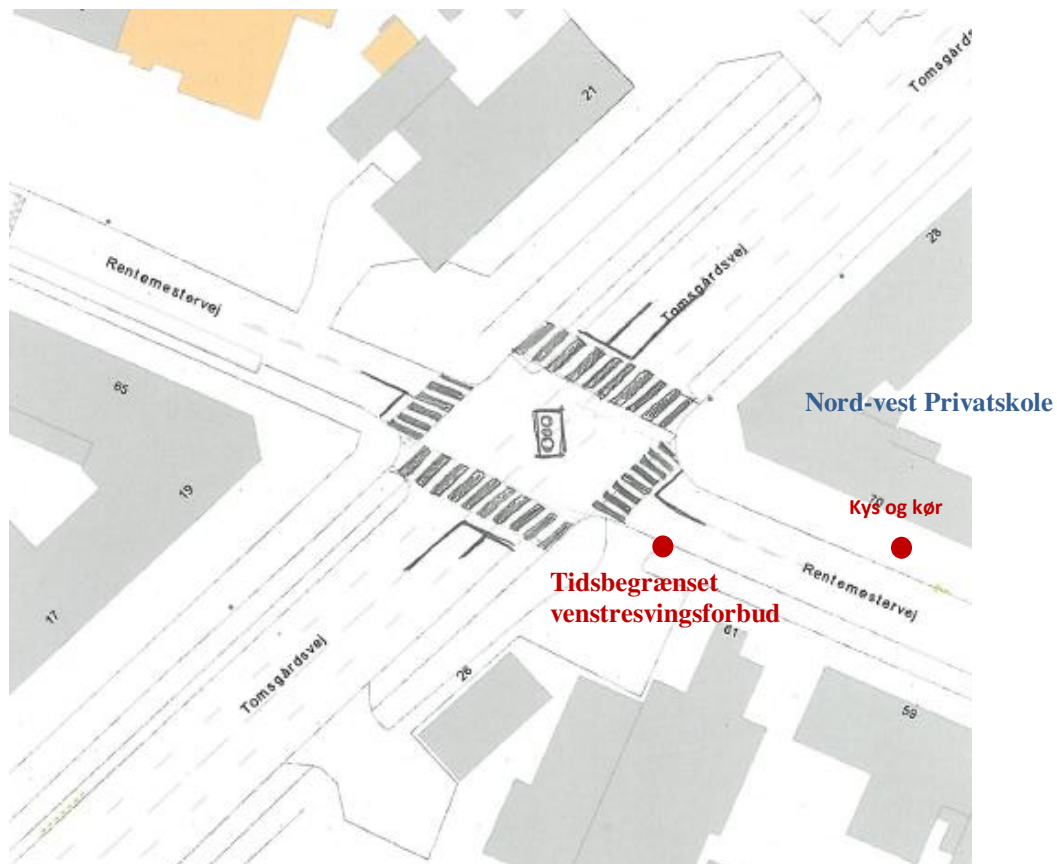 Tomsgårds
21
Rentemestervej
Tomsgårdsvej
28
65
Nord-vest Privatskole
19
70
Kys og kør
Tidsbegrænset
venstresvingsforbud
Rentemestervej
17
61
26
Tomsgårdsvej
59